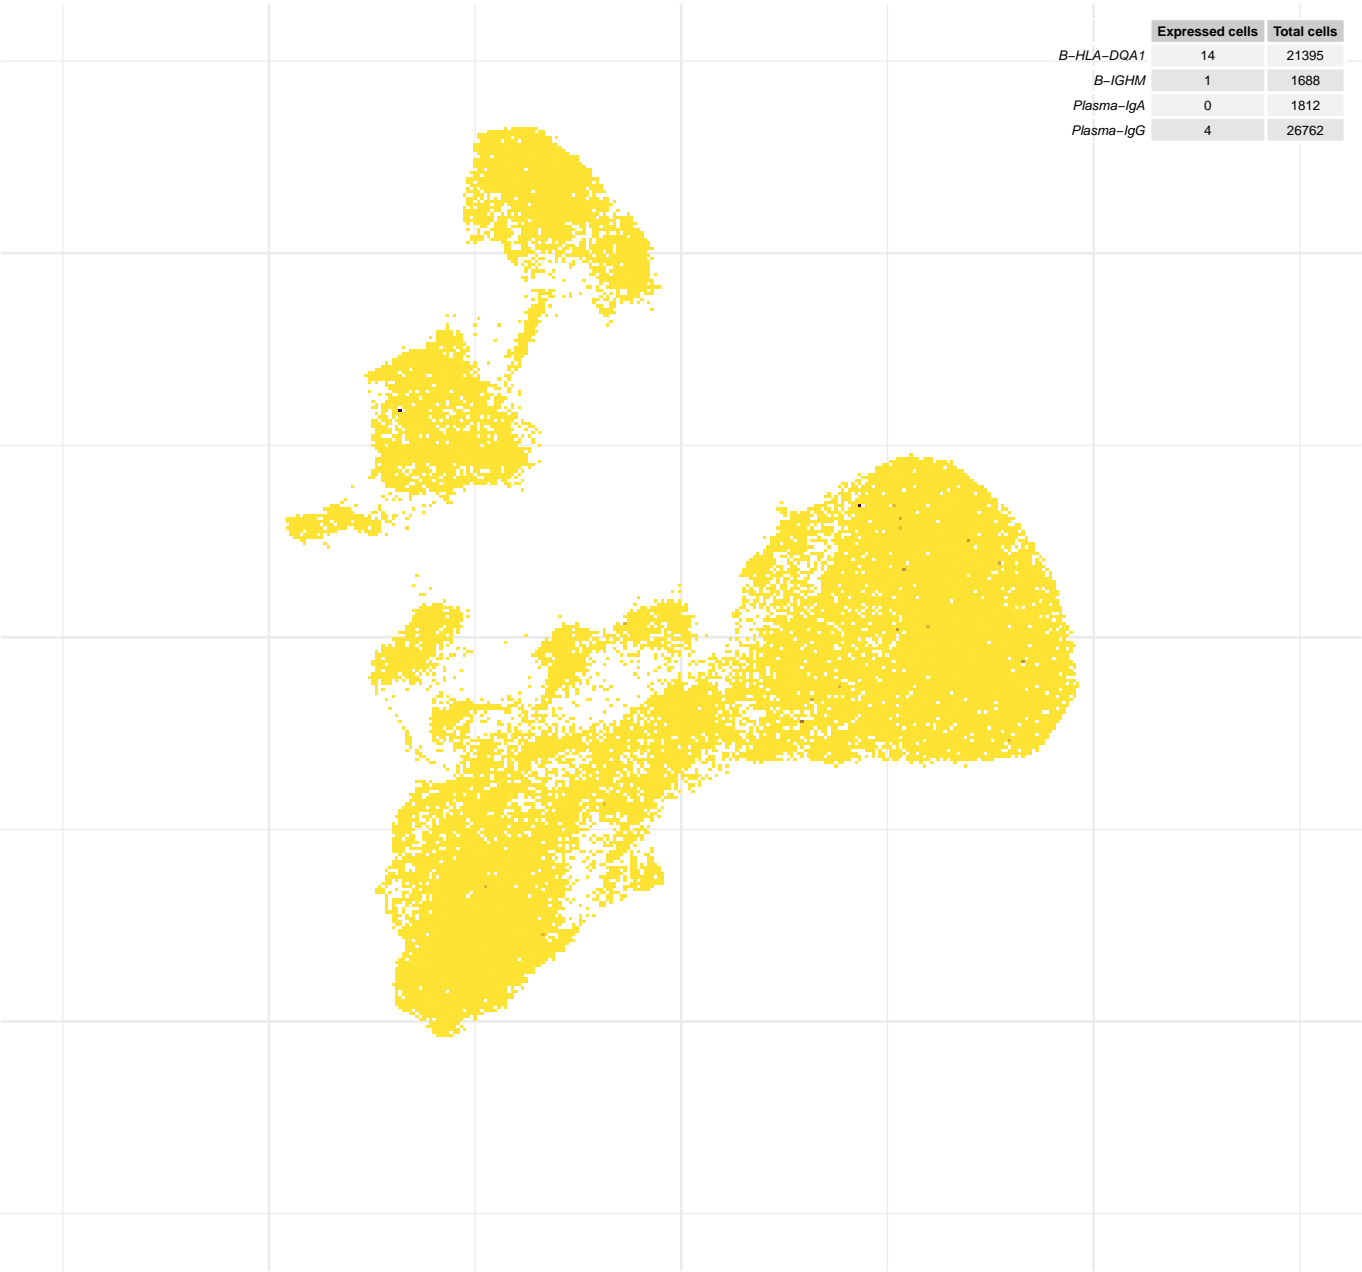 Expressed cells Total cells
B−HLA−DQA1 14 21395
B−IGHM 1 1688
Plasma−IgA 0 1812
Plasma−IgG 4 26762